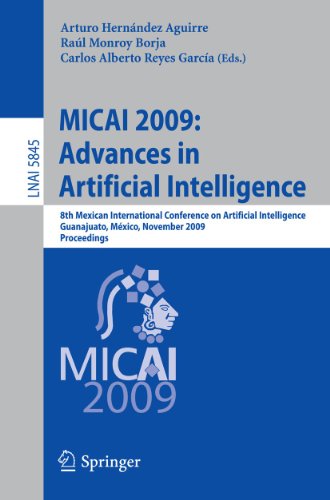 Arturo Hernández Aguirre
Raúl Monroy Borja
Carlos Alberto Reyes García (Eds.)
LNAI 5845
MICAI 2009:
Advances in
Artificial Intelligence
8th Mexican International Conference on Artificial Intelligence
Guanajuato, México, November 2009
Proceedings
MICAI
2009
Springer